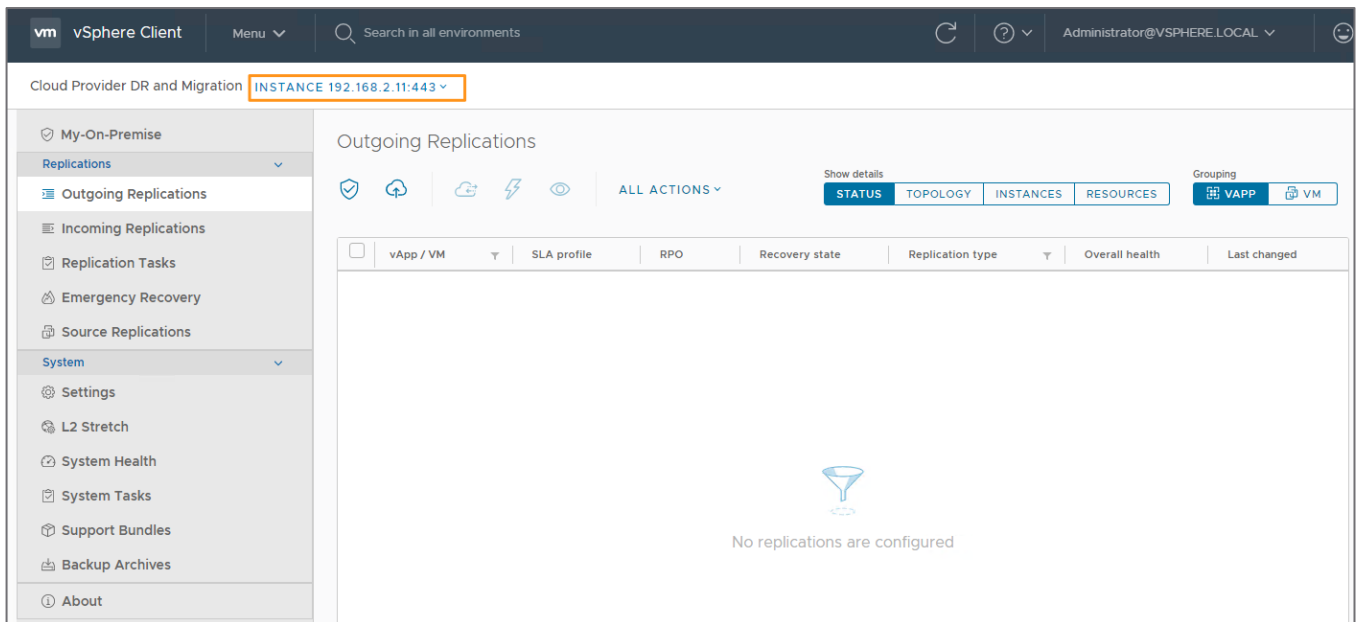 vm vSphere Client Menu Search in all environments Administrator@VSPHERE.LOCAL
Cloud Provider DR and Migration INSTANCE 192.168.2.11:443
My-On-Premise
Replications
Outgoing Replications
Incoming Replications
Replication Tasks
Emergency Recovery
Source Replications
System
Settings
L2 Stretch
System Health
System Tasks
Support Bundles
Backup Archives
About
Outgoing Replications
ALL ACTIONS
Show details
STATUS TOPOLOGY INSTANCES RESOURCES
Grouping
VAPP VM
vApp / VM SLA profile RPO Recovery state Replication type Overall health Last changed
No replications are configured